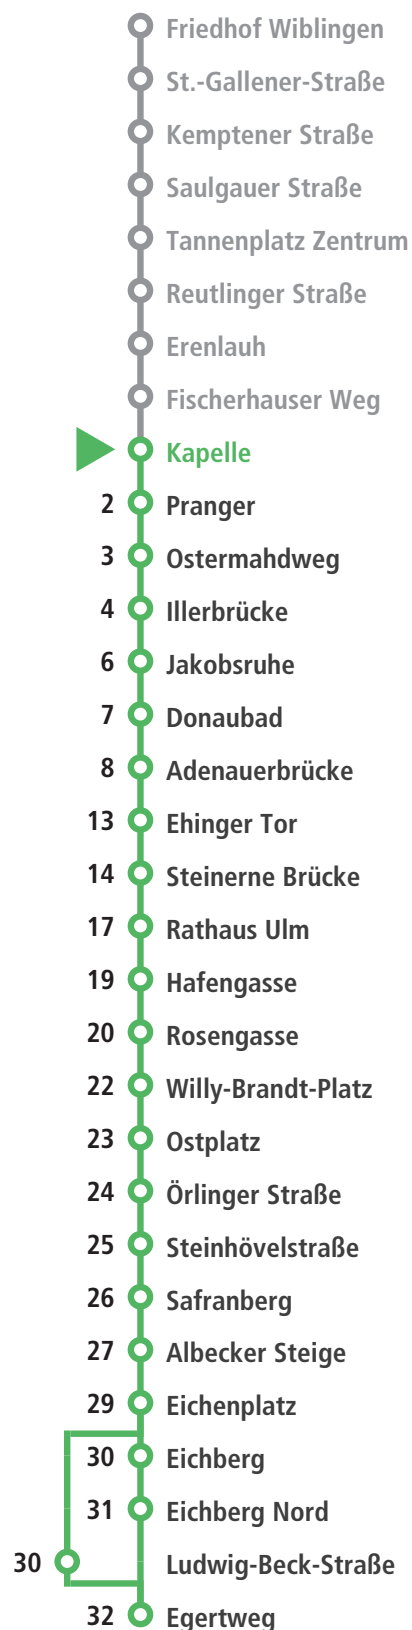 Friedhof Wiblingen
St.-Gallener-Straße
Kemptener Straße
Saulgauer Straße
Tannenplatz Zentrum
Reutlinger Straße
Erenlauh
Fischerhauser Weg
Kapelle
2 Pranger
3 Ostermahdweg
4 Illerbrücke
6 Jakobsruhe
7 Donaubad
8 Adenauerbrücke
13 Ehinger Tor
14 Steinerne Brücke
17 Rathaus Ulm
19 Hafengasse
20 Rosengasse
22 Willy-Brandt-Platz
23 Ostplatz
24 Örlinger Straße
25 Steinhövelstraße
26 Safranberg
27 Albecker Steige
29 Eichenplatz
30 Eichberg
31 Eichberg Nord
30 Ludwig-Beck-Straße
32 Egertweg